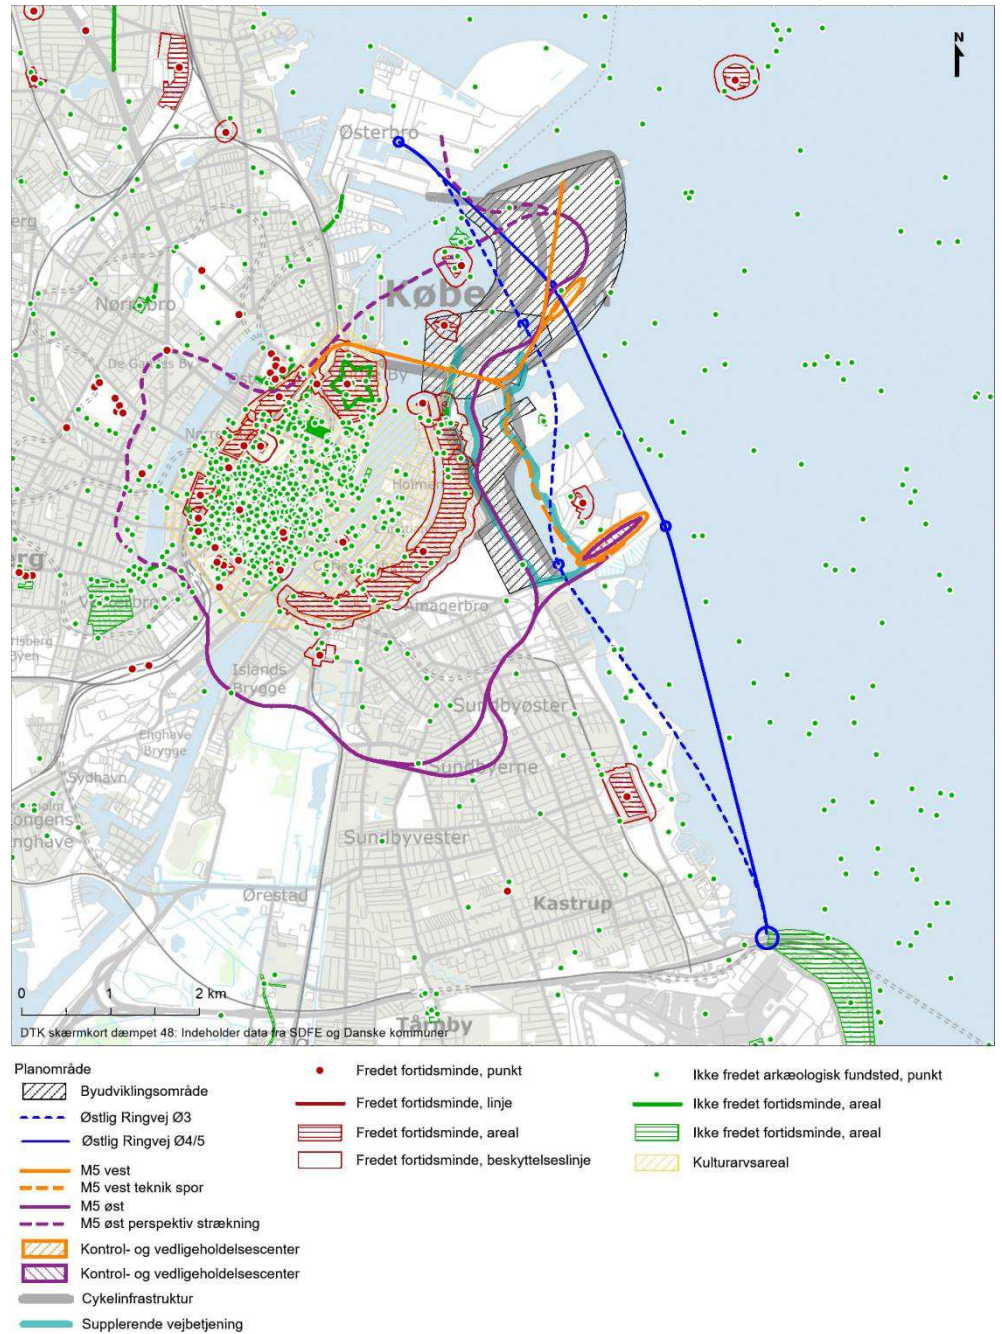 N
Østerbro
Nørrebro
Holmen
Amagerbro
Islands
Brygge
Enghave
Brygge
Sydhavn
Sundbyøster
Sundbyerne
Sundbyvester
Ørestad
Kastrup
Tårnby
0 1 2 km
DTK skærmkort dæmpet 48: Indeholder data fra SDFE og Danske kommuner
Planområde
Byudviklingsområde
Østlig Ringvej Ø3
Østlig Ringvej Ø4/5
M5 vest
M5 vest teknik spor
M5 øst
M5 øst perspektiv strækning
Kontrol- og vedligeholdelsescenter
Kontrol- og vedligeholdelsescenter
Cykelinfrastruktur
Supplerende vejbetjening
Fredet fortidsminde, punkt
Fredet fortidsminde, linje
Fredet fortidsminde, areal
Fredet fortidsminde, beskyttelseslinje
Ikke fredet arkæologisk fundsted, punkt
Ikke fredet fortidsminde, areal
Ikke fredet fortidsminde, areal
Kulturarvsareal